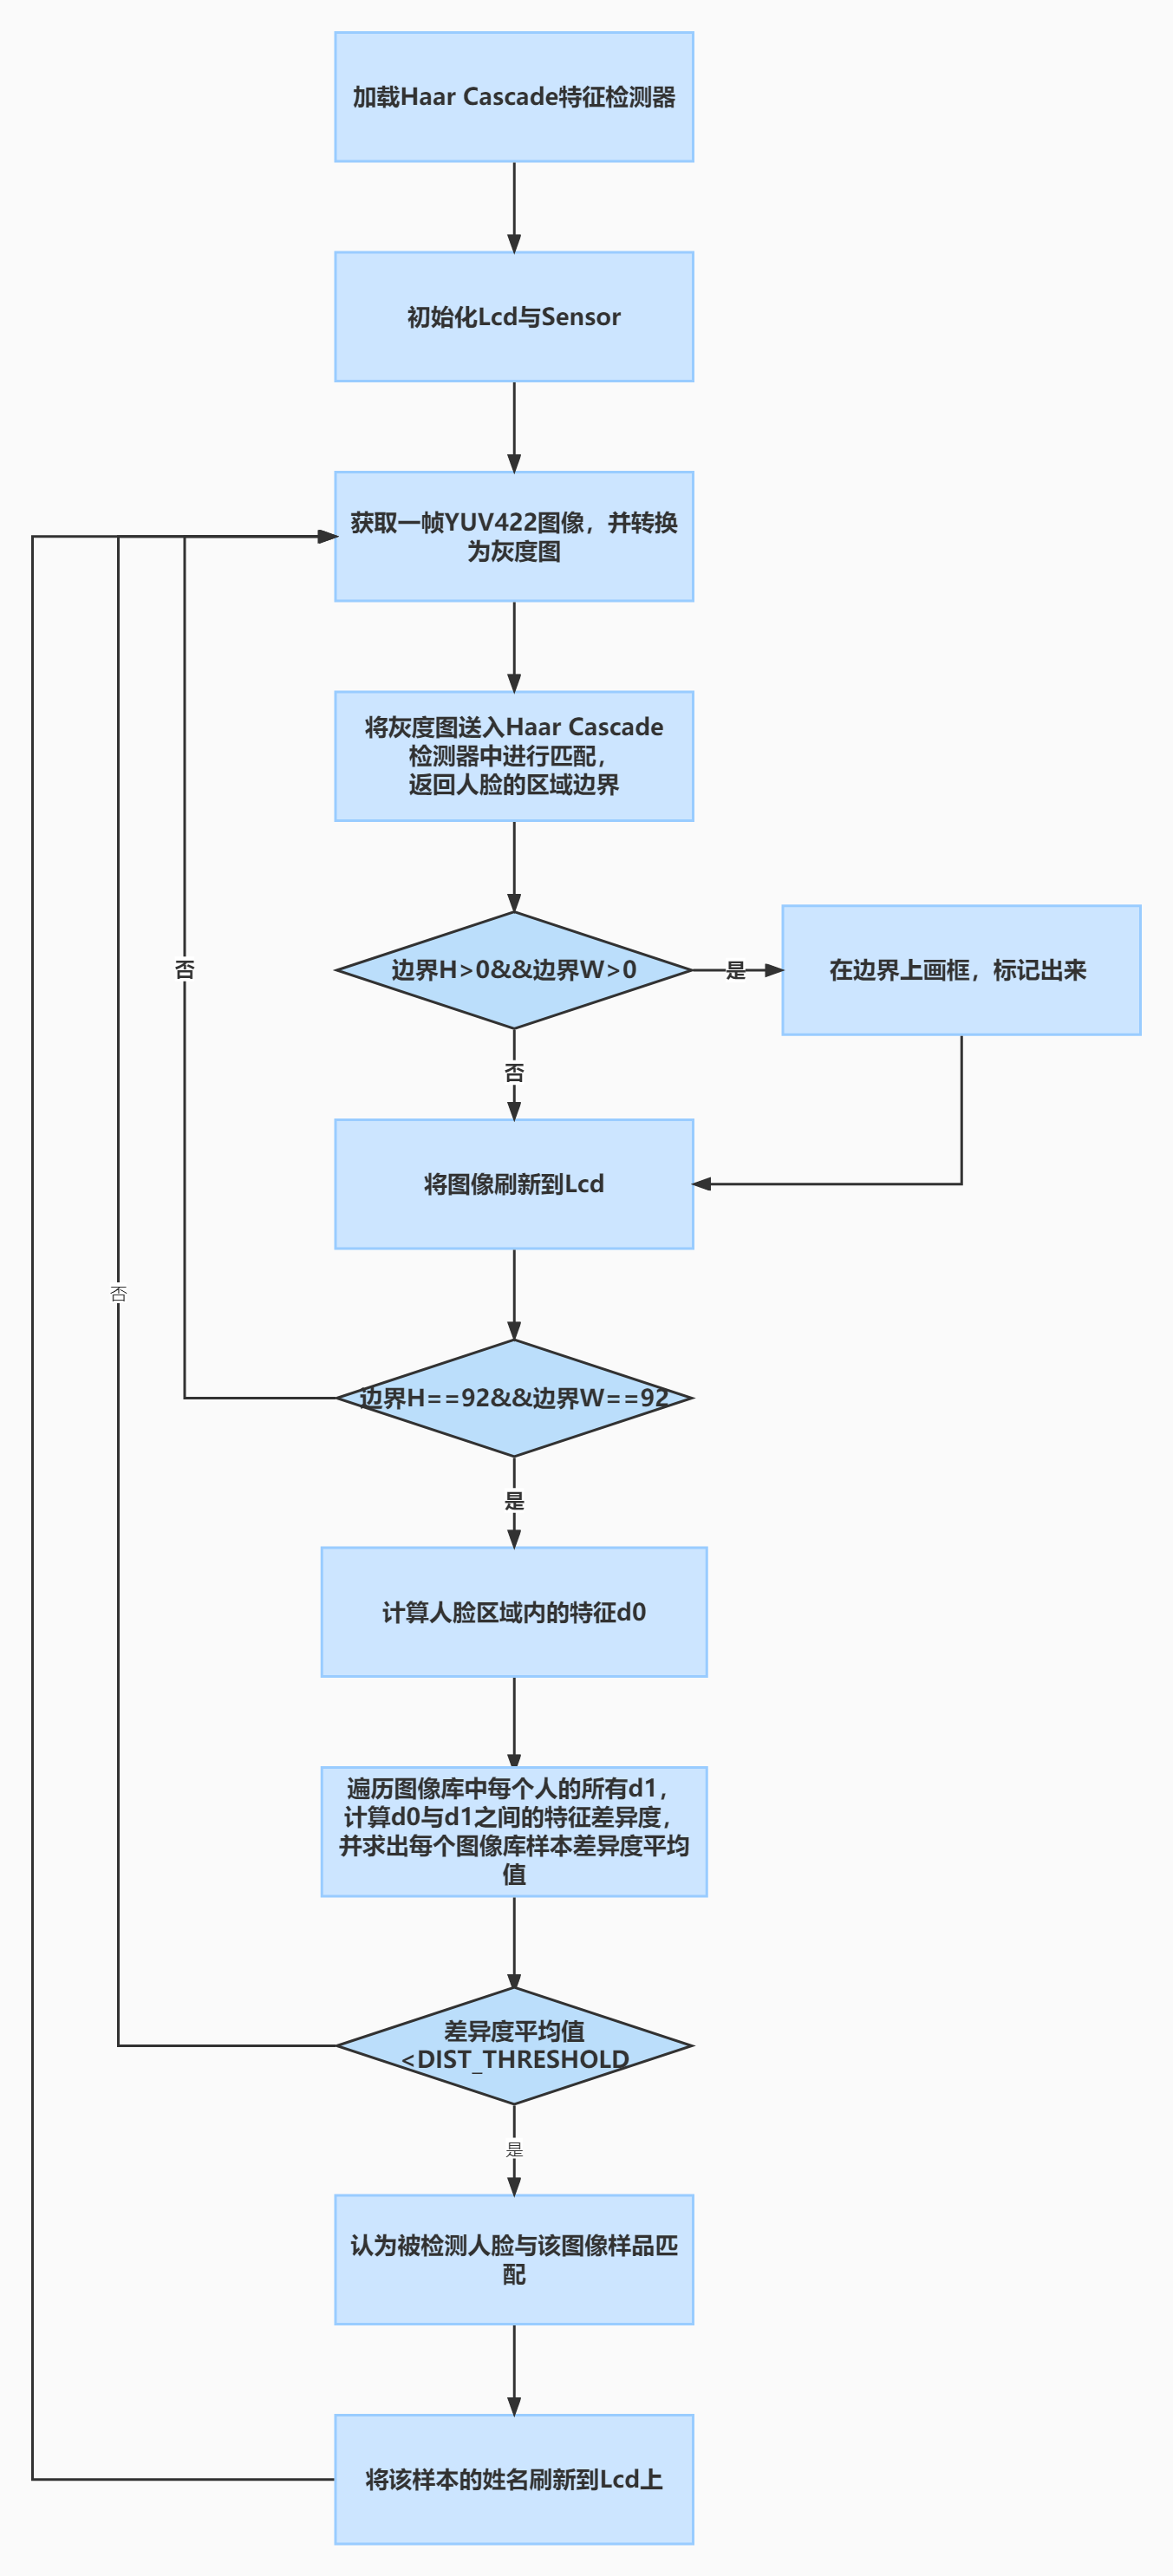 加载Haar Cascade特征检测器
初始化Lcd与Sensor
获取一帧YUV422图像，并转换
为灰度图
将灰度图送入Haar Cascade
检测器中进行匹配，
返回人脸的区域边界
边界H>0&&边界W>0
是
在边界上画框，标记出来
否
否
将图像刷新到Lcd
否
边界H==92&&边界W==92
是
计算人脸区域内的特征d0
遍历图像库中每个人的所有d1，
计算d0与d1之间的特征差异度，
并求出每个图像库样本差异度平均
值
差异度平均值
<DIST_THRESHOLD
是
认为被检测人脸与该图像样品匹
配
将该样本的姓名刷新到Lcd上